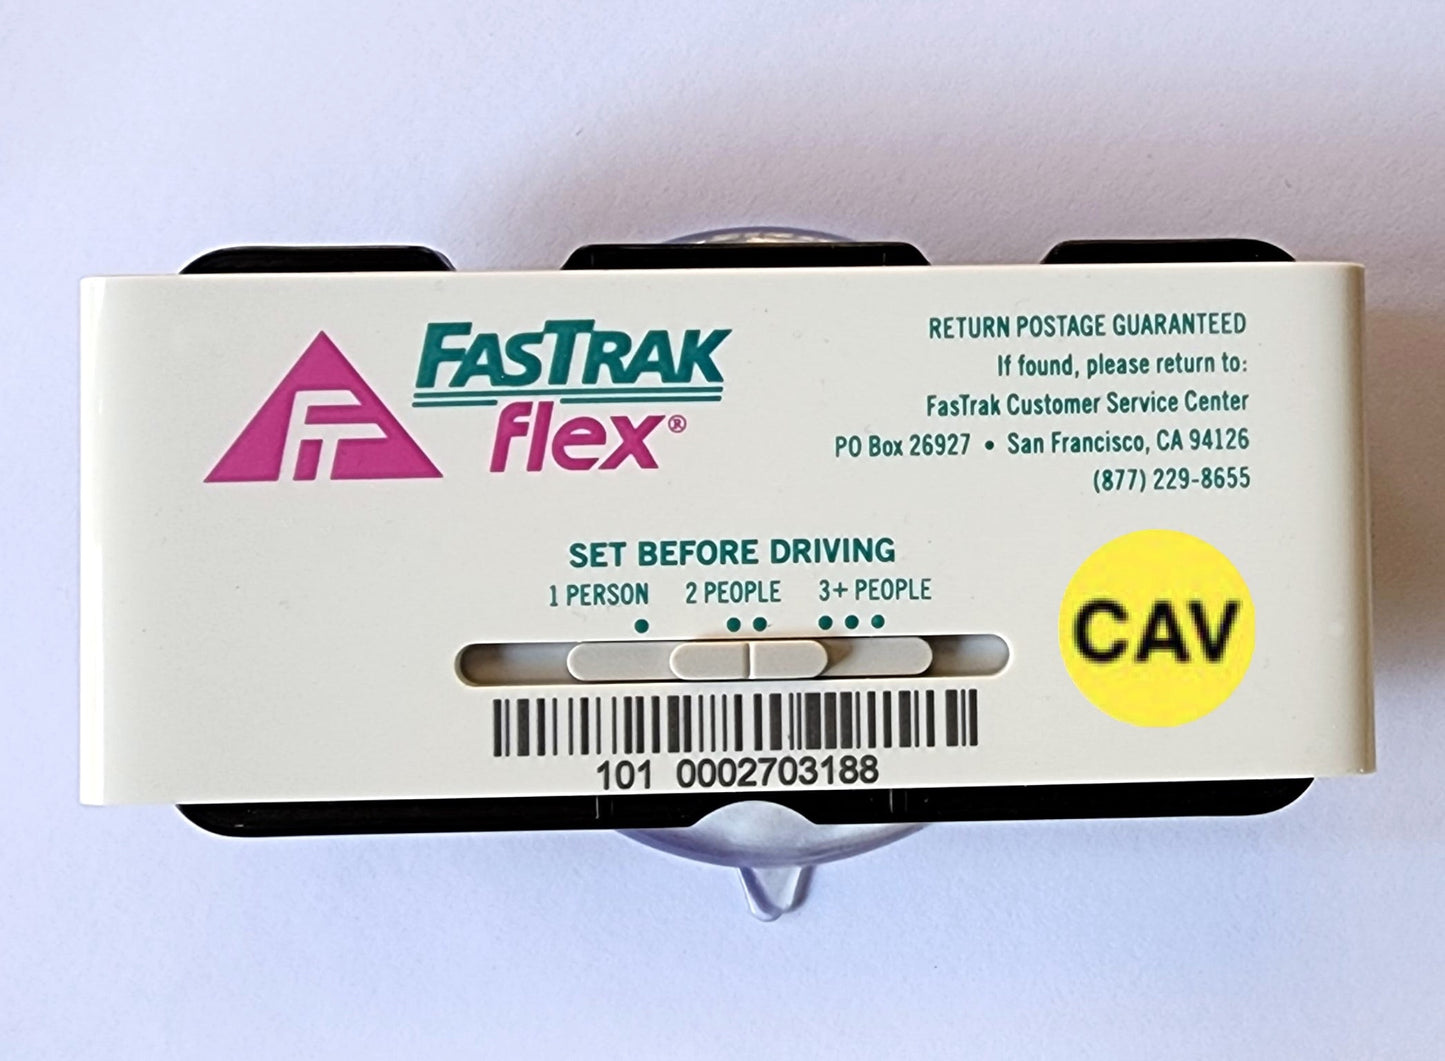 FASTRAK
flex®
RETURN POSTAGE GUARANTEED
If found, please return to:
FasTrak Customer Service Center
PO Box 26927 • San Francisco, CA 94126
(877) 229-8655
SET BEFORE DRIVING
1 PERSON 2 PEOPLE 3+ PEOPLE
CAV
101 0002703188
FT